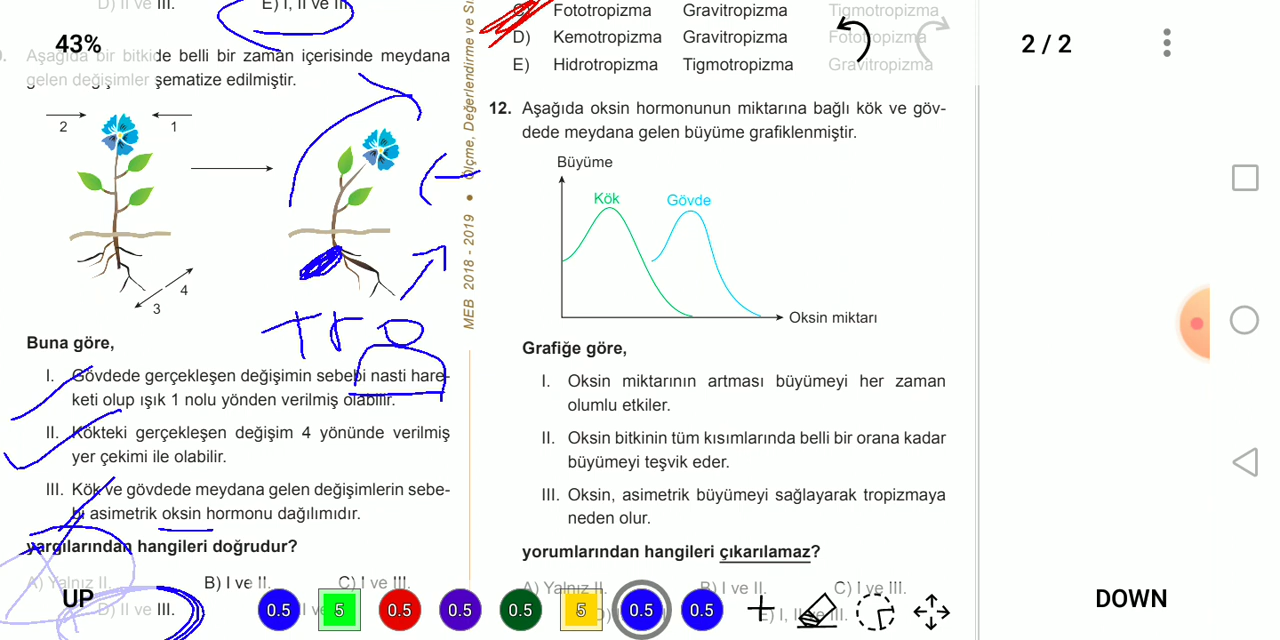 D) II ve III.
E) I, II ve III
Aşağıda bir bitkide belli bir zaman içerisinde meydana
gelen değişimler şematize edilmiştir.
2
1
4
3
Buna göre,
I. Gövdede gerçekleşen değişimin sebebi nasti hare-
keti olup ışık 1 nolu yönden verilmiş olabilir.
II. Kökteki gerçekleşen değişim 4 yönünde verilmiş
yer çekimi ile olabilir.
III. Kök ve gövdede meydana gelen değişimlerin sebe-
bi asimetrik oksin hormonu dağılımıdır.
yargılarından hangileri doğrudur?
A) Yalnız II.
B) I ve II.
C) I ve III.
D) II ve III.
MEB 2018 - 2019 • Ölçme, Değerlendirme ve
C) Fototropizma Gravitropizma Tigmotropizma
D) Kemotropizma Gravitropizma Fototropizma
E) Hidrotropizma Tigmotropizma Gravitropizma
12. Aşağıda oksin hormonunun miktarına bağlı kök ve göv-
dede meydana gelen büyüme grafiklenmiştir.
Büyüme
Kök
Gövde
Oksin miktarı
Grafiğe göre,
I. Oksin miktarının artması büyümeyi her zaman
olumlu etkiler.
II. Oksin bitkinin tüm kısımlarında belli bir orana kadar
büyümeyi teşvik eder.
III. Oksin, asimetrik büyümeyi sağlayarak tropizmaya
neden olur.
yorumlarından hangileri çıkarılamaz?
A) Yalnız II.
B) I ve II.
C) I ve III.
E) I, II ve III.
43%
2 / 2
UP
DOWN
0.5 5 0.5 0.5 0.5 5 0.5 0.5